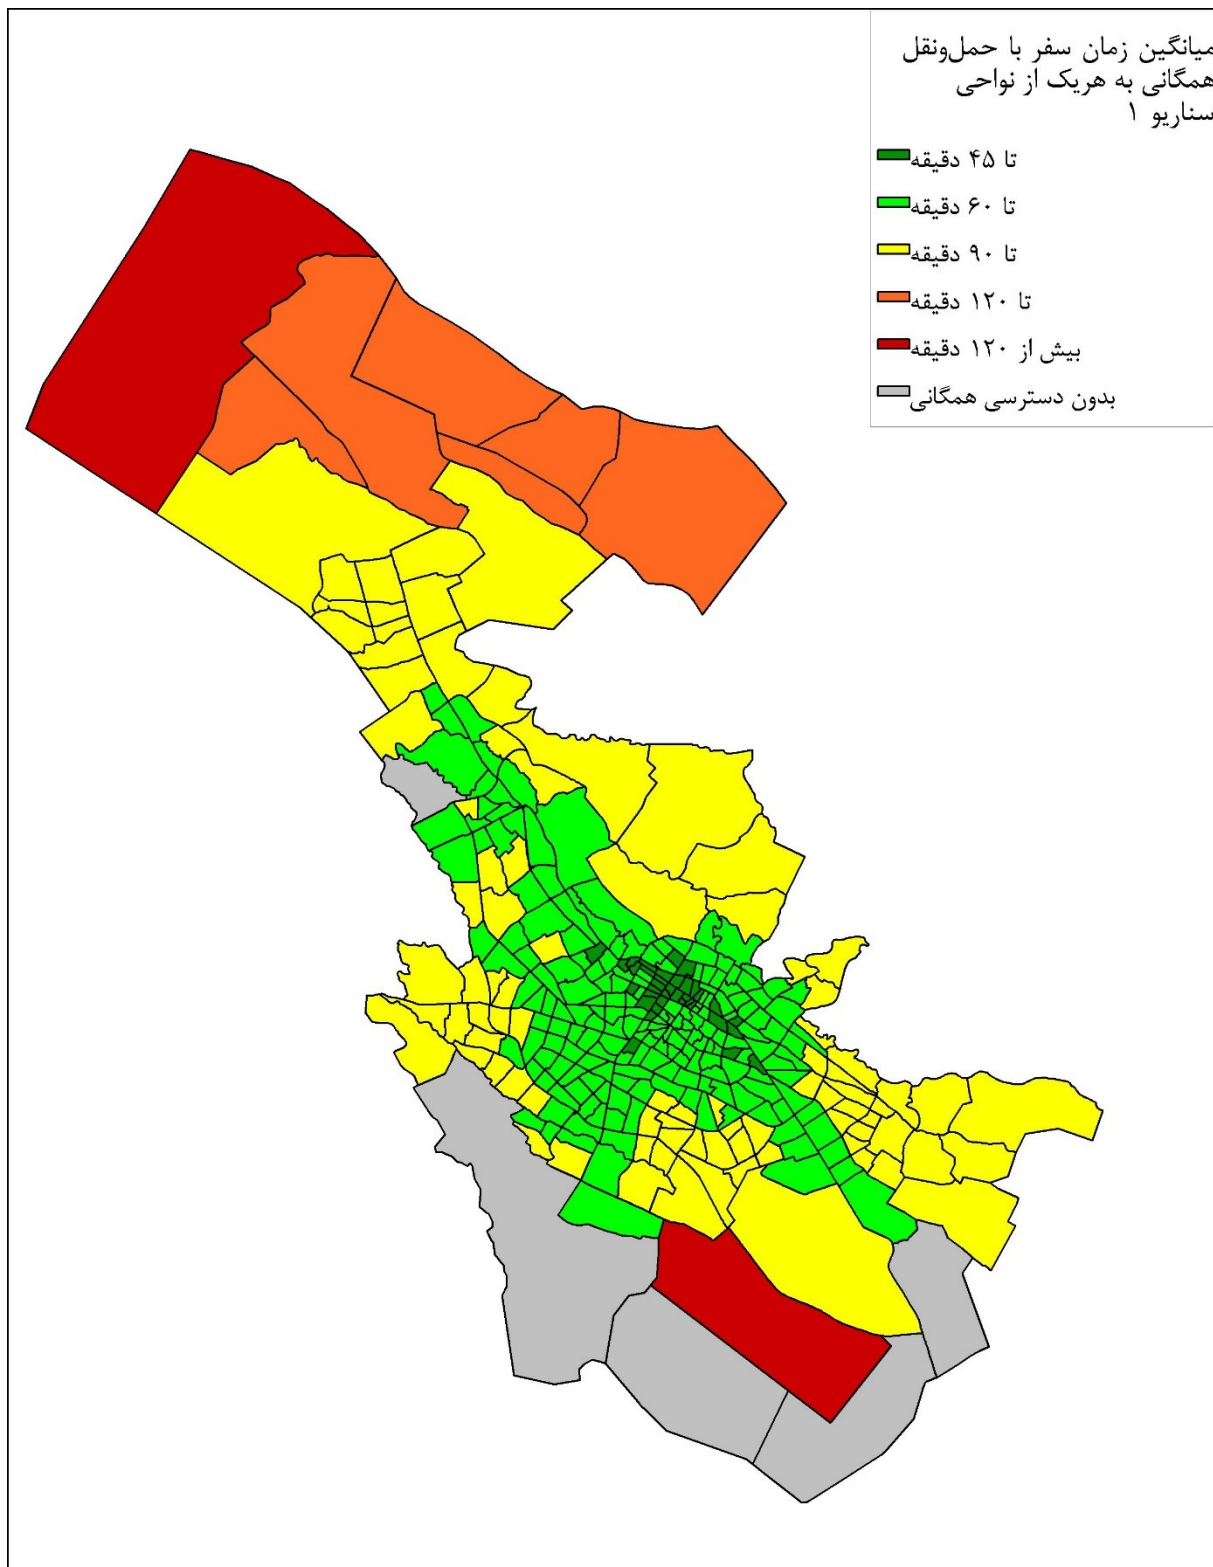 میانگین زمان سفر با حمل‌ونقل
همگانی به هریک از نواحی
سناریو ۱
تا ۴۵ دقیقه
تا ۶۰ دقیقه
تا ۹۰ دقیقه
تا ۱۲۰ دقیقه
بیش از ۱۲۰ دقیقه
بدون دسترسی همگانی